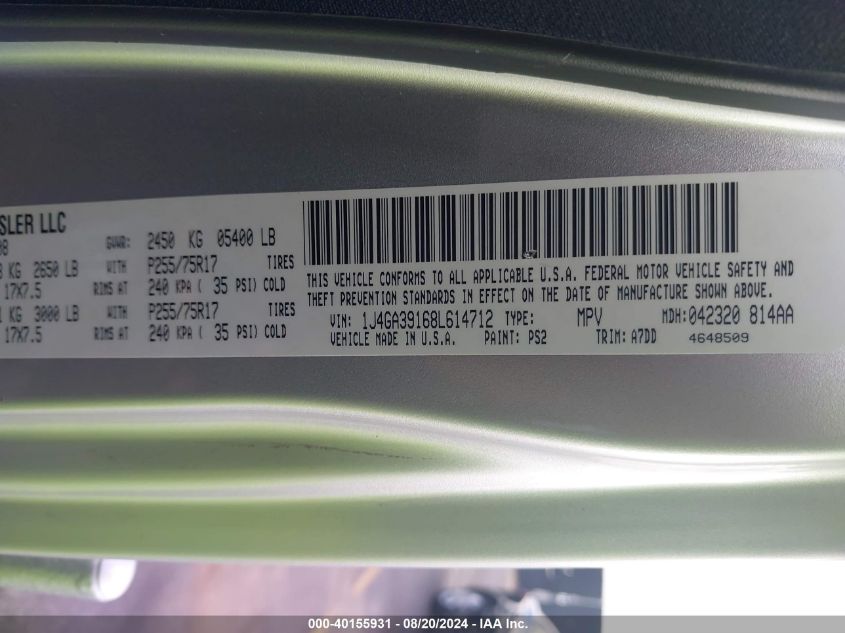 SLER LLC
08 GVWR: 2450 KG 05400 LB
KG 2650 LB WITH P255/75R17 TIRES
17X7.5 RIMS AT 240 KPA ( 35 PSI) COLD
KG 3000 LB WITH P255/75R17 TIRES
17X7.5 RIMS AT 240 KPA ( 35 PSI) COLD
THIS VEHICLE CONFORMS TO ALL APPLICABLE U.S.A. FEDERAL MOTOR VEHICLE SAFETY AND
THEFT PREVENTION STANDARDS IN EFFECT ON THE DATE OF MANUFACTURE SHOWN ABOVE.
VIN: 1J4GA39168L614712 TYPE: MPV MDH:042320 814AA
VEHICLE MADE IN U.S.A. PAINT: PS2 TRIM: A7DD 4648509
000-40155931 - 08/20/2024 - IAA Inc.